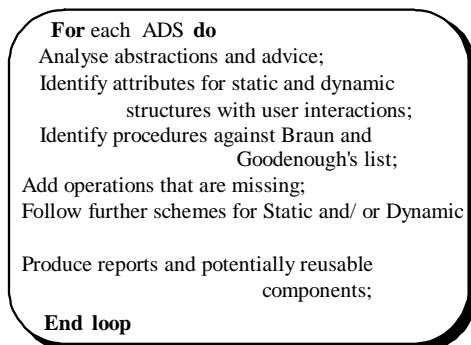 For each ADS do
Analyse abstractions and advice;
Identify attributes for static and dynamic
structures with user interactions;
Identify procedures against Braun and
Goodenough's list;
Add operations that are missing;
Follow further schemes for Static and/ or Dynamic
Produce reports and potentially reusable
components;
End loop